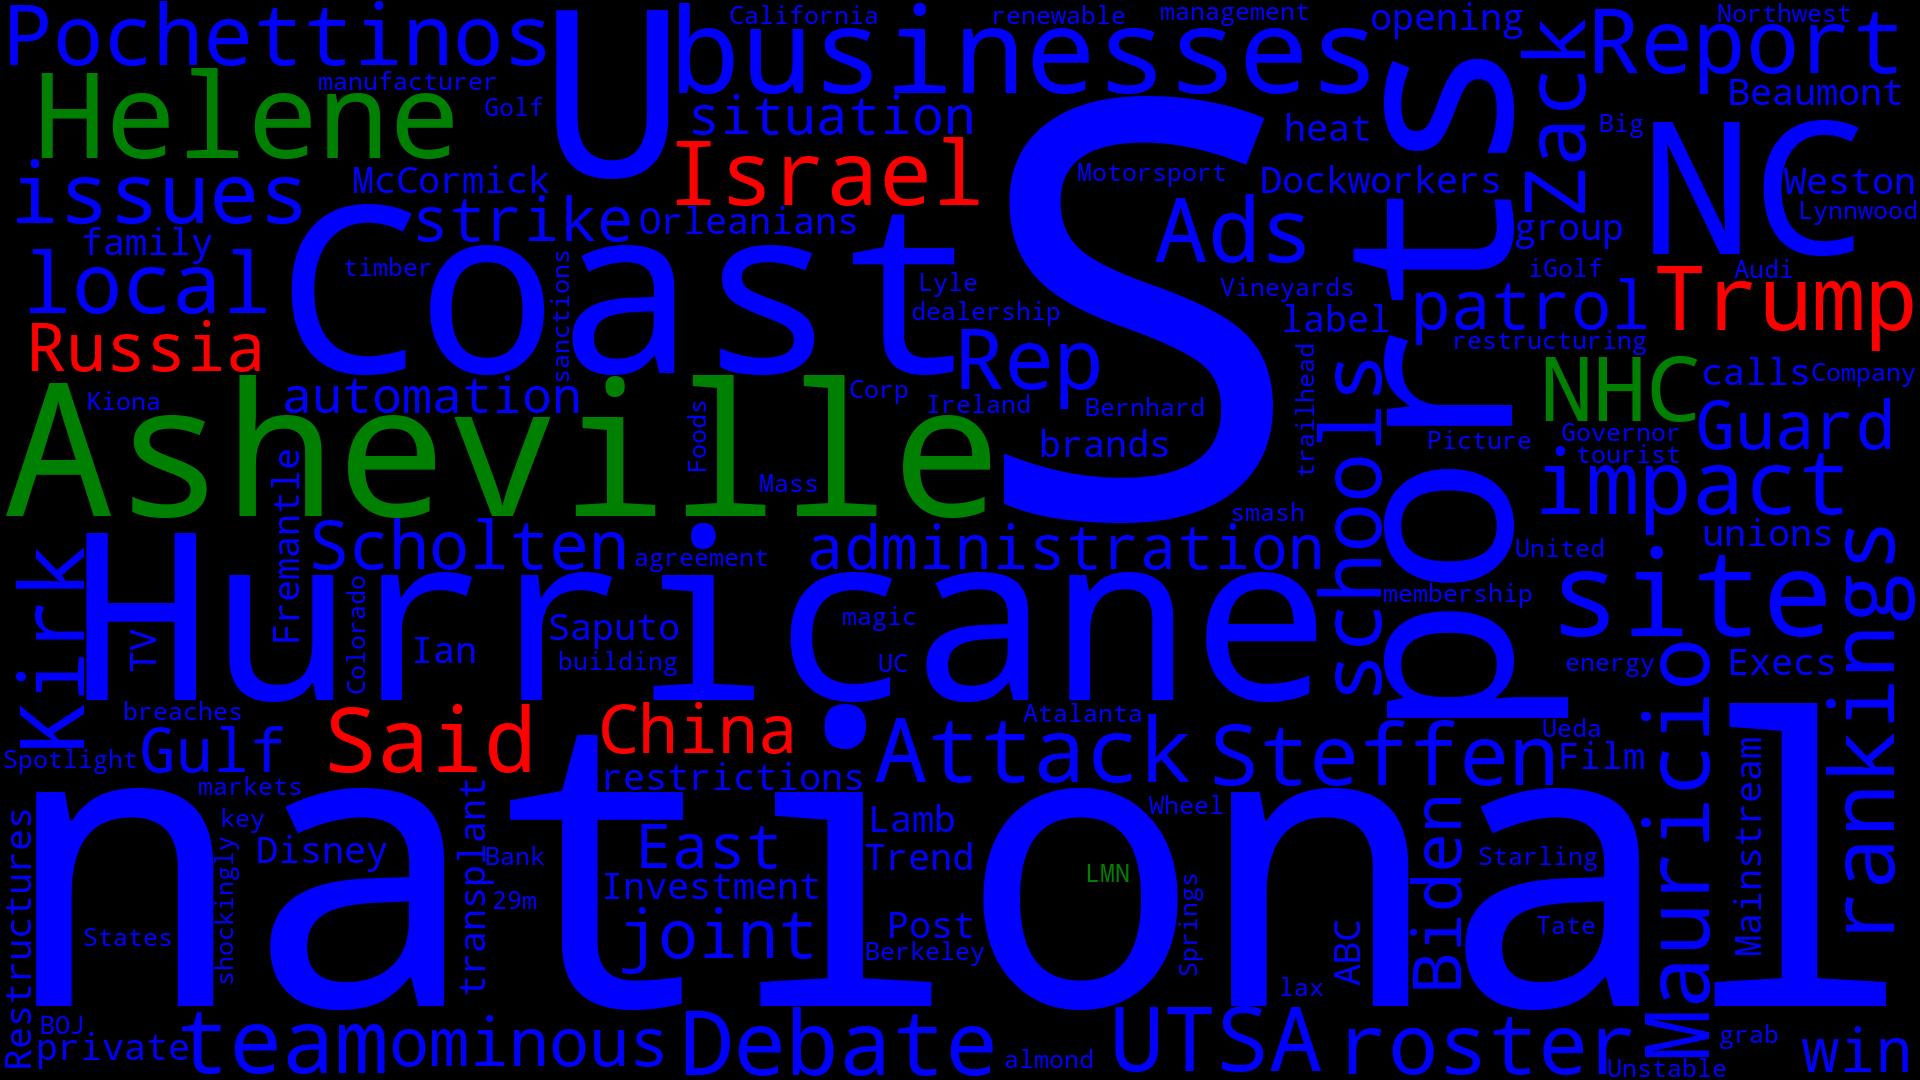 Pochettinos
U
businesses
California
renewable
management
opening
zack
Report
Northwest
Helene
manufacturer
Golf
situation
S
heat
sports
Big
Beaumont
NC
Israel
issues
McCormick
strike
Orleanians
Motorsport
Dockworkers
Weston
Lynnwood
family
local
timber
Coast
sanctions
Ads
group
Lyle
dealership
Vineyards
label
iGolf
Audi
patrol
Trump
Russia
Rep
restructuring
NHC
calls
Company
Asheville
Kiona
automation
Foods
Corp
Ireland
Bernhard
brands
trailhead
schools
Picture
Governor
tourist
Guard
Mass
impact
Fremantle
smash
unions
Scholten
agreement
administration
United
rankings
Kirk
Hurricane
TV
Colorado
Ian
Saputo
building
magic
UC
membership
site
energy
Mauricio
Execs
breaches
Said
China
Atalanta
Spotlight
Gulf
restrictions
Attack
Steffen
Ueda
Film
national
markets
key
shockingly
Disney
transplant
Bank
29m
East
Investment
joint
Lamb
Trend
Wheel
LMN
Post
Berkeley
Springs
lax
ABC
Biden
Starling
Tate
Mainstream
States
Restructures
BOJ
private
team
ominous
Debate
almond
UTSA
roster
Unstable
grab
win